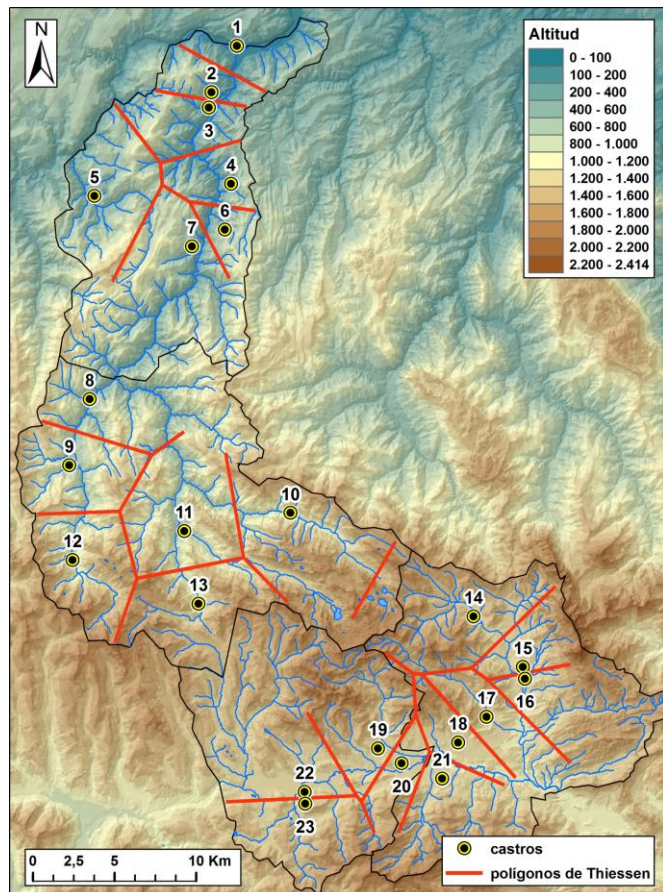 N
Altitud
0 - 100
100 - 200
200 - 400
400 - 600
600 - 800
800 - 1.000
1.000 - 1.200
1.200 - 1.400
1.400 - 1.600
1.600 - 1.800
1.800 - 2.000
2.000 - 2.200
2.200 - 2.414
1
2
3
4
5
6
7
8
9
10
11
12
13
14
15
16
17
18
19
20
21
22
23
0 2,5 5 10 Km
castros
polígonos de Thiessen